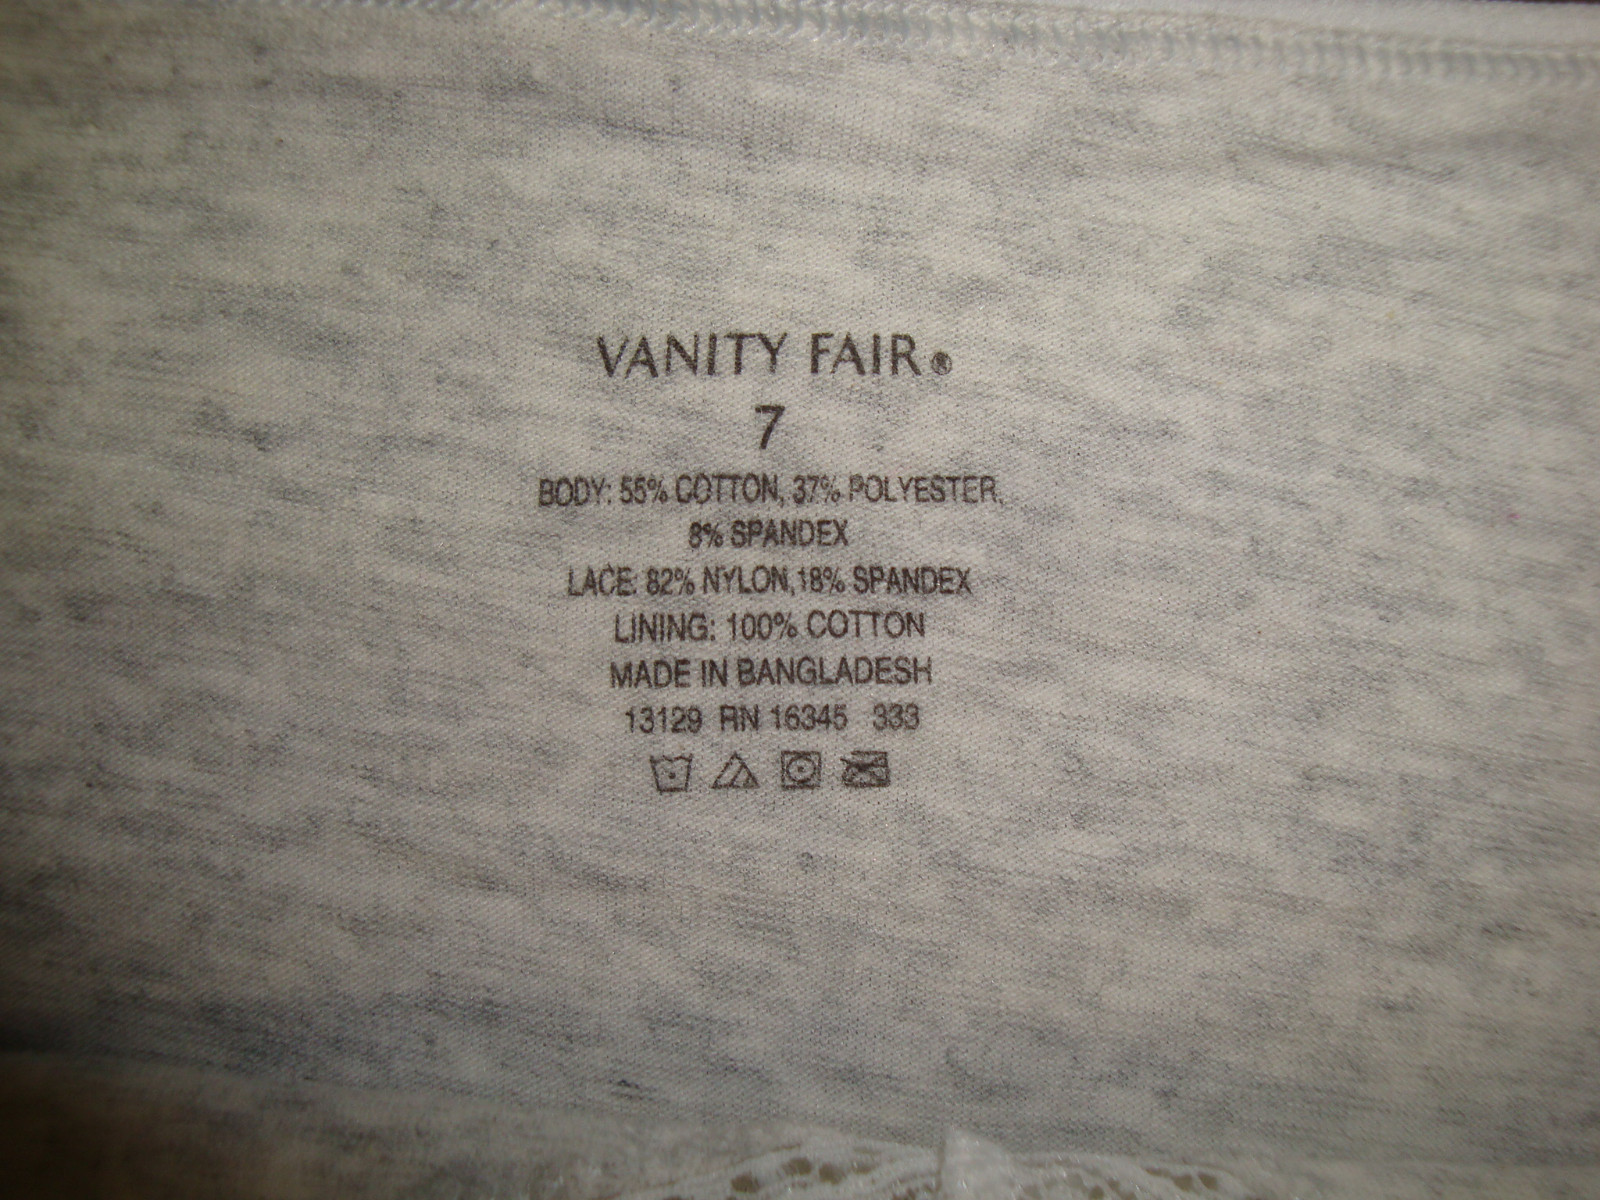 VANITY FAIR®
7
BODY: 55% COTTON, 37% POLYESTER,
8% SPANDEX
LACE: 82% NYLON, 18% SPANDEX
LINING: 100% COTTON
MADE IN BANGLADESH
13129 RN 16345 333